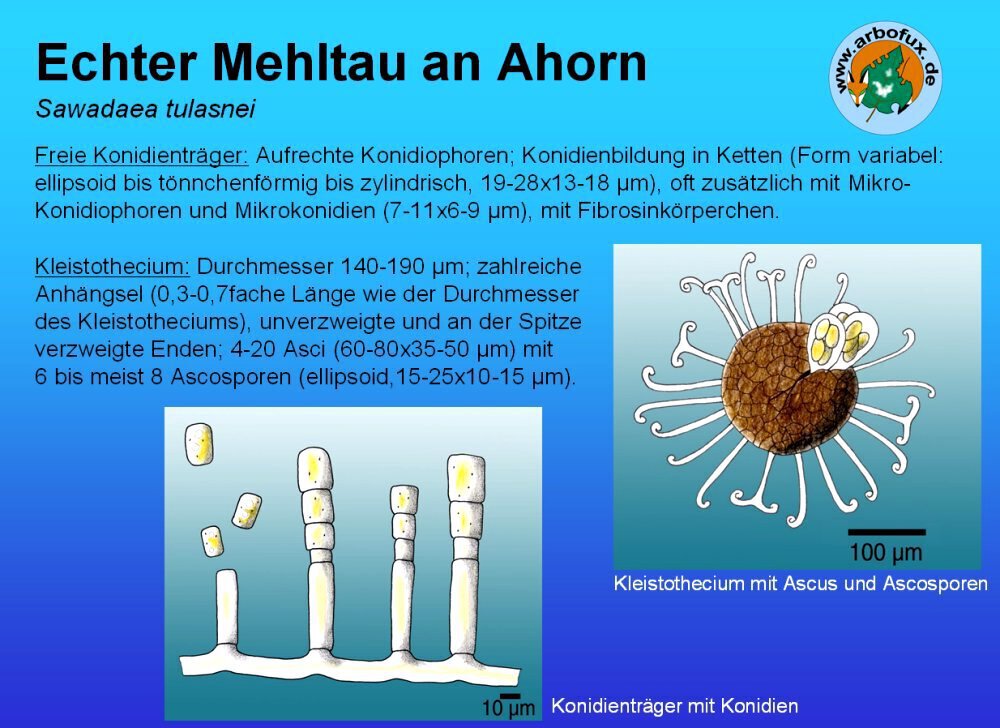 Echter Mehltau an Ahorn
Sawadaea tulasnei
www.arbofux.de
Freie Konidienträger: Aufrechte Konidiophoren; Konidienbildung in Ketten (Form variabel:
ellipsoid bis tönnchenförmig bis zylindrisch, 19-28x13-18 µm), oft zusätzlich mit Mikro-
Konidiophoren und Mikrokonidien (7-11x6-9 µm), mit Fibrosinkörperchen.
Kleistothecium: Durchmesser 140-190 µm; zahlreiche
Anhängsel (0,3-0,7fache Länge wie der Durchmesser
des Kleistotheciums), unverzweigte und an der Spitze
verzweigte Enden; 4-20 Asci (60-80x35-50 µm) mit
6 bis meist 8 Ascosporen (ellipsoid,15-25x10-15 µm).
100 µm
Kleistothecium mit Ascus und Ascosporen
10 µm
Konidienträger mit Konidien